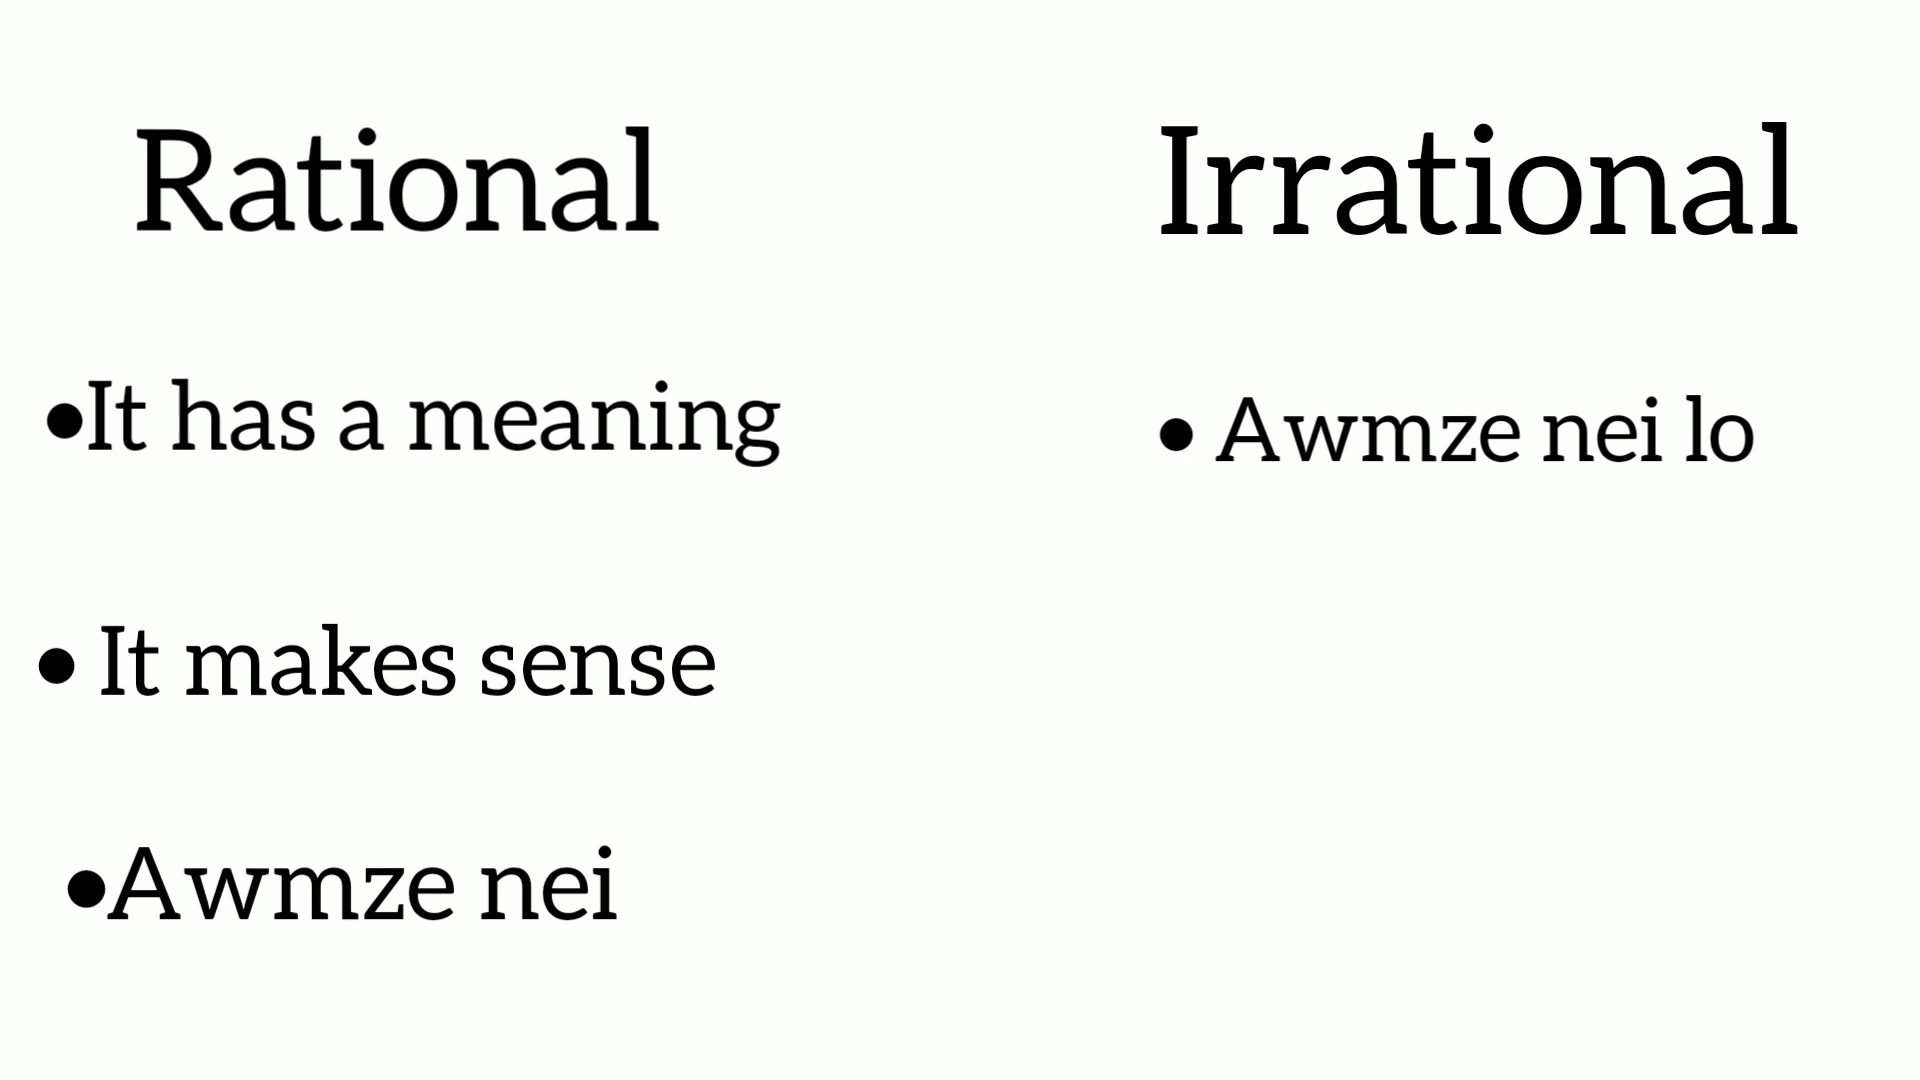 Rational
•It has a meaning
• It makes sense
•Awmze nei
Irrational
• Awmze nei lo